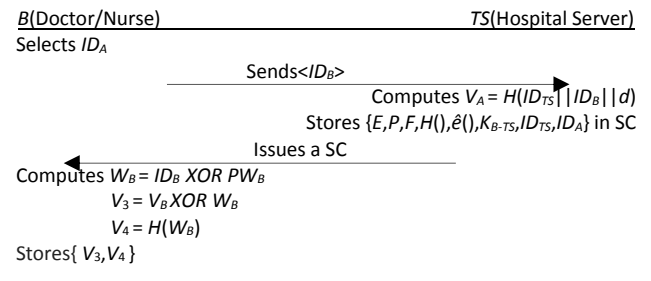 B(Doctor/Nurse) TS(Hospital Server)
Selects IDA
Sends<IDB>
Computes VA = H(IDTS||IDB||d)
Stores {E,P,F,H(),ê(),KB-TS,IDTS,IDA} in SC
Issues a SC
Computes WB = IDB XOR PWB
V3 = VB XOR WB
V4 = H(WB)
Stores{ V3,V4 }